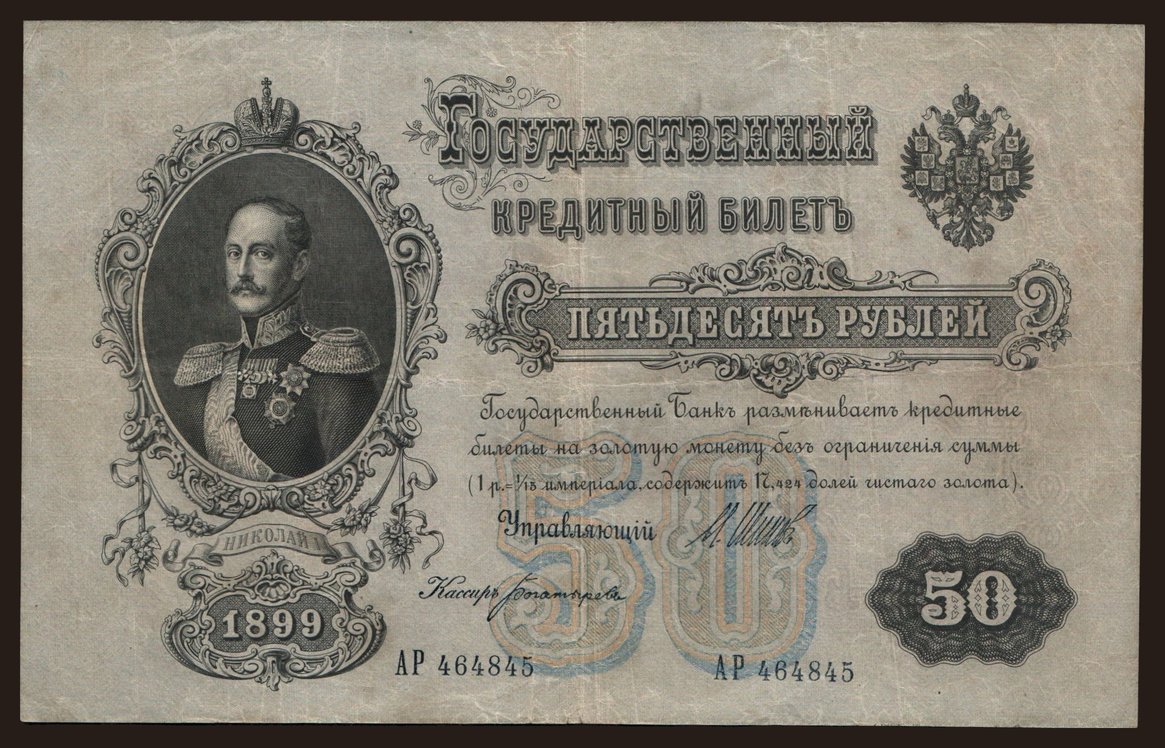 Государственный
кредитный билетъ
пятьдесятъ рублей
Государственный Банкъ размѣниваетъ кредитные
билеты на золотую монету безъ ограниченія суммы
(1 р.=1/15 имперіала, содержитъ 17,424 долей чистаго золота).
Управляющій
Кассиръ Богатыревъ
НИКОЛАЙ I
1899
50
50
АР 464845
АР 464845